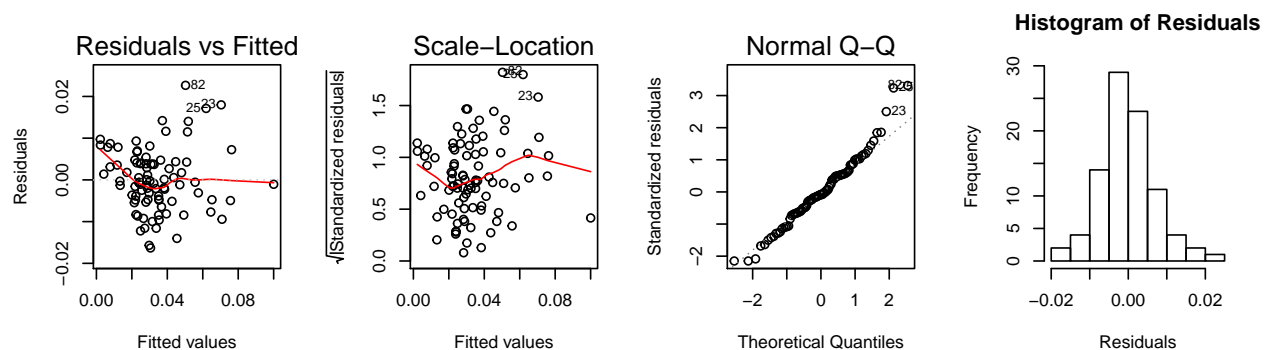 Residuals vs Fitted
Residuals
0.02
0.00
−0.02
0.00 0.04 0.08
Fitted values
82
23
25
Scale−Location
√|Standardized residuals|
1.5
1.0
0.5
0.0
0.00 0.04 0.08
Fitted values
23
Normal Q−Q
Standardized residuals
3
2
1
0
−2
−2 0 1 2
Theoretical Quantiles
23
Histogram of Residuals
Frequency
30
20
10
5
0
−0.02 0.00 0.02
Residuals